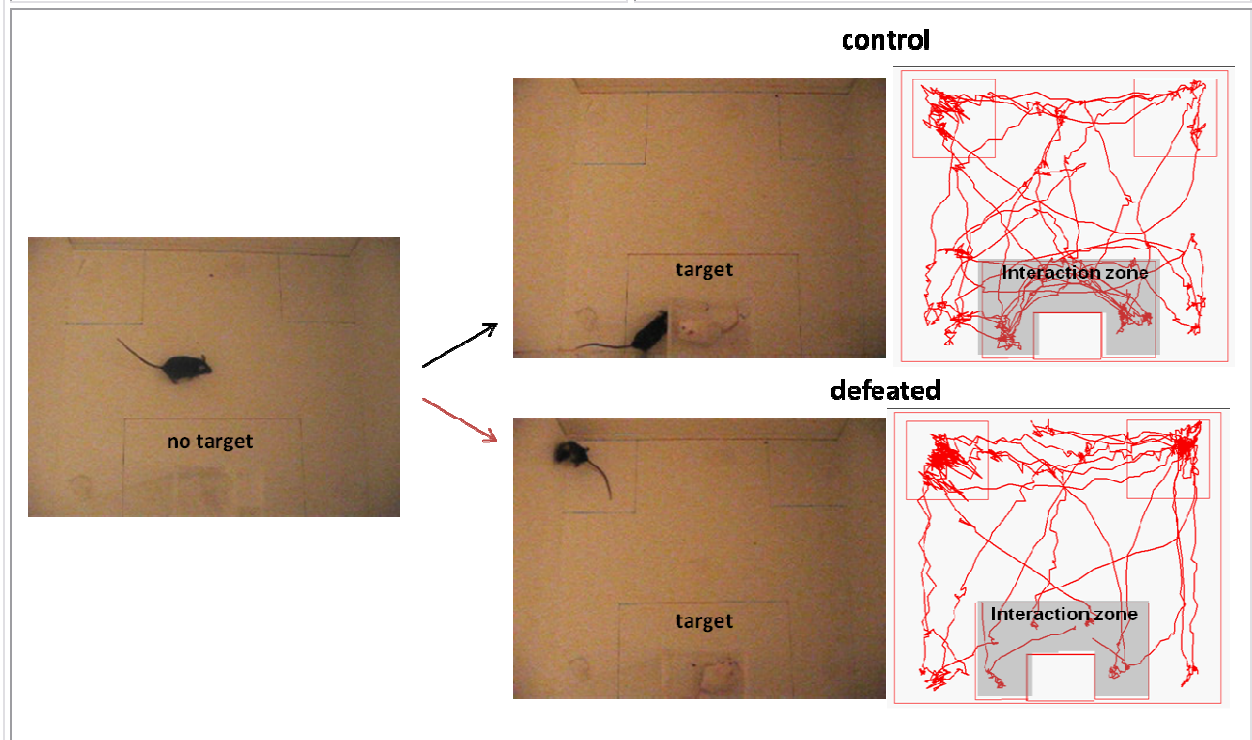 control
target
Interaction zone
no target
defeated
target
Interaction zone